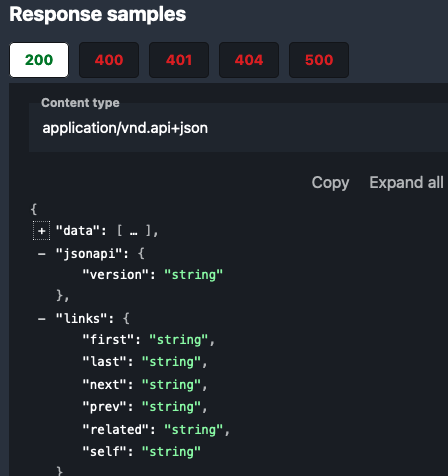 Response samples
200 400 401 404 500
Content type
application/vnd.api+json
Copy Expand all
{
+ "data": [ … ],
− "jsonapi": {
"version": "string"
},
− "links": {
"first": "string",
"last": "string",
"next": "string",
"prev": "string",
"related": "string",
"self": "string"
}